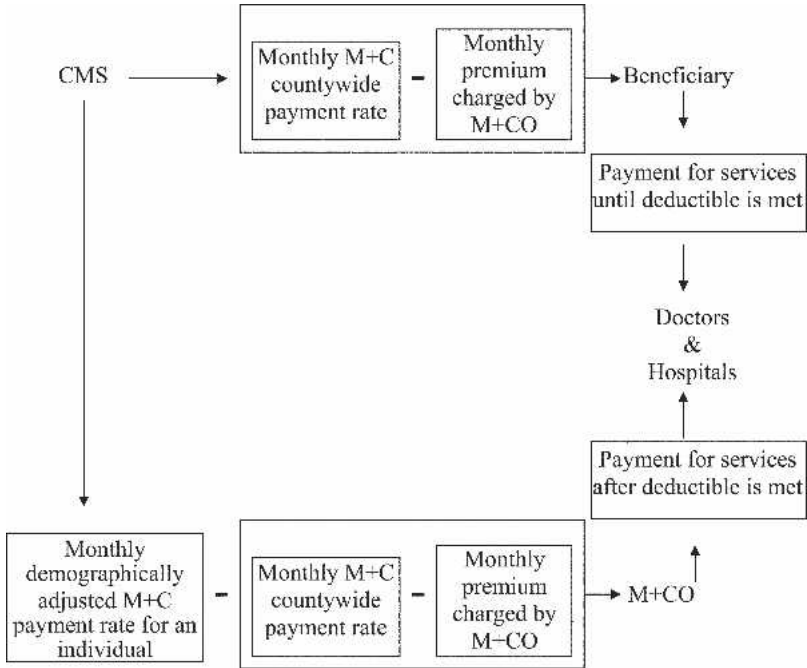 CMS
Monthly M+C
countywide
payment rate
-
Monthly
premium
charged by
M+CO
Beneficiary
Payment for services
until deductible is met
Doctors
&
Hospitals
Payment for services
after deductible is met
Monthly
demographically
adjusted M+C
payment rate for an
individual
-
Monthly M+C
countywide
payment rate
-
Monthly
premium
charged by
M+CO
M+CO